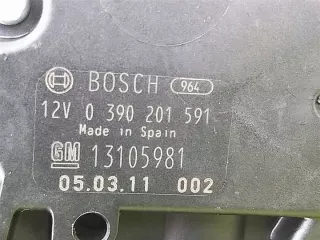 BOSCH 964
12V 0 390 201 591
Made in Spain
GM 13105981
05.03.11 002